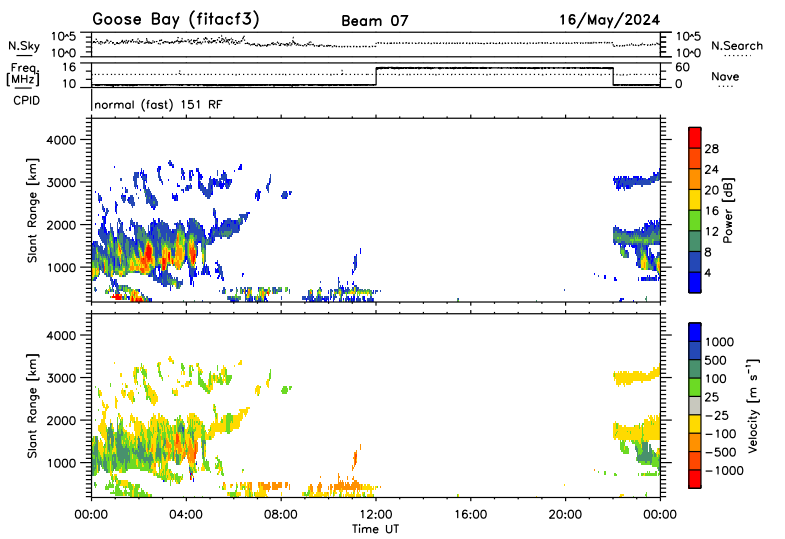 Goose Bay (fitacf3) Beam 07 16/May/2024
N.Sky 10^5 10^0 10^5 10^0 N.Search
Freq. [MHz] 16 10 60 0 Nave
CPID normal (fast) 151 RF
Slant Range [km]
4000
3000
2000
1000
28
24
20
16
12
8
4
Power [dB]
Slant Range [km]
4000
3000
2000
1000
1000
500
100
25
-25
-100
-500
-1000
Velocity [m s⁻¹]
00:00 04:00 08:00 12:00 16:00 20:00 00:00
Time UT